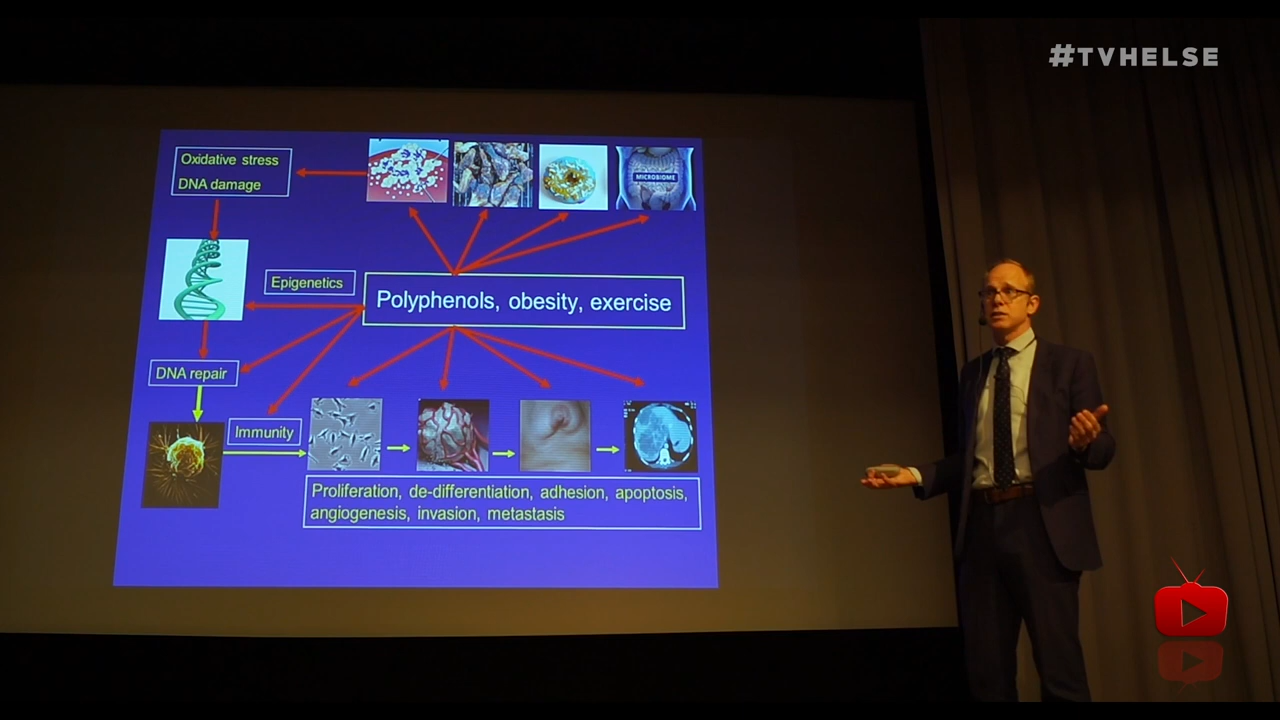 #TVHELSE
Oxidative stress
DNA damage
MICROBIOME
Epigenetics
Polyphenols, obesity, exercise
DNA repair
Immunity
Proliferation, de-differentiation, adhesion, apoptosis,
angiogenesis, invasion, metastasis